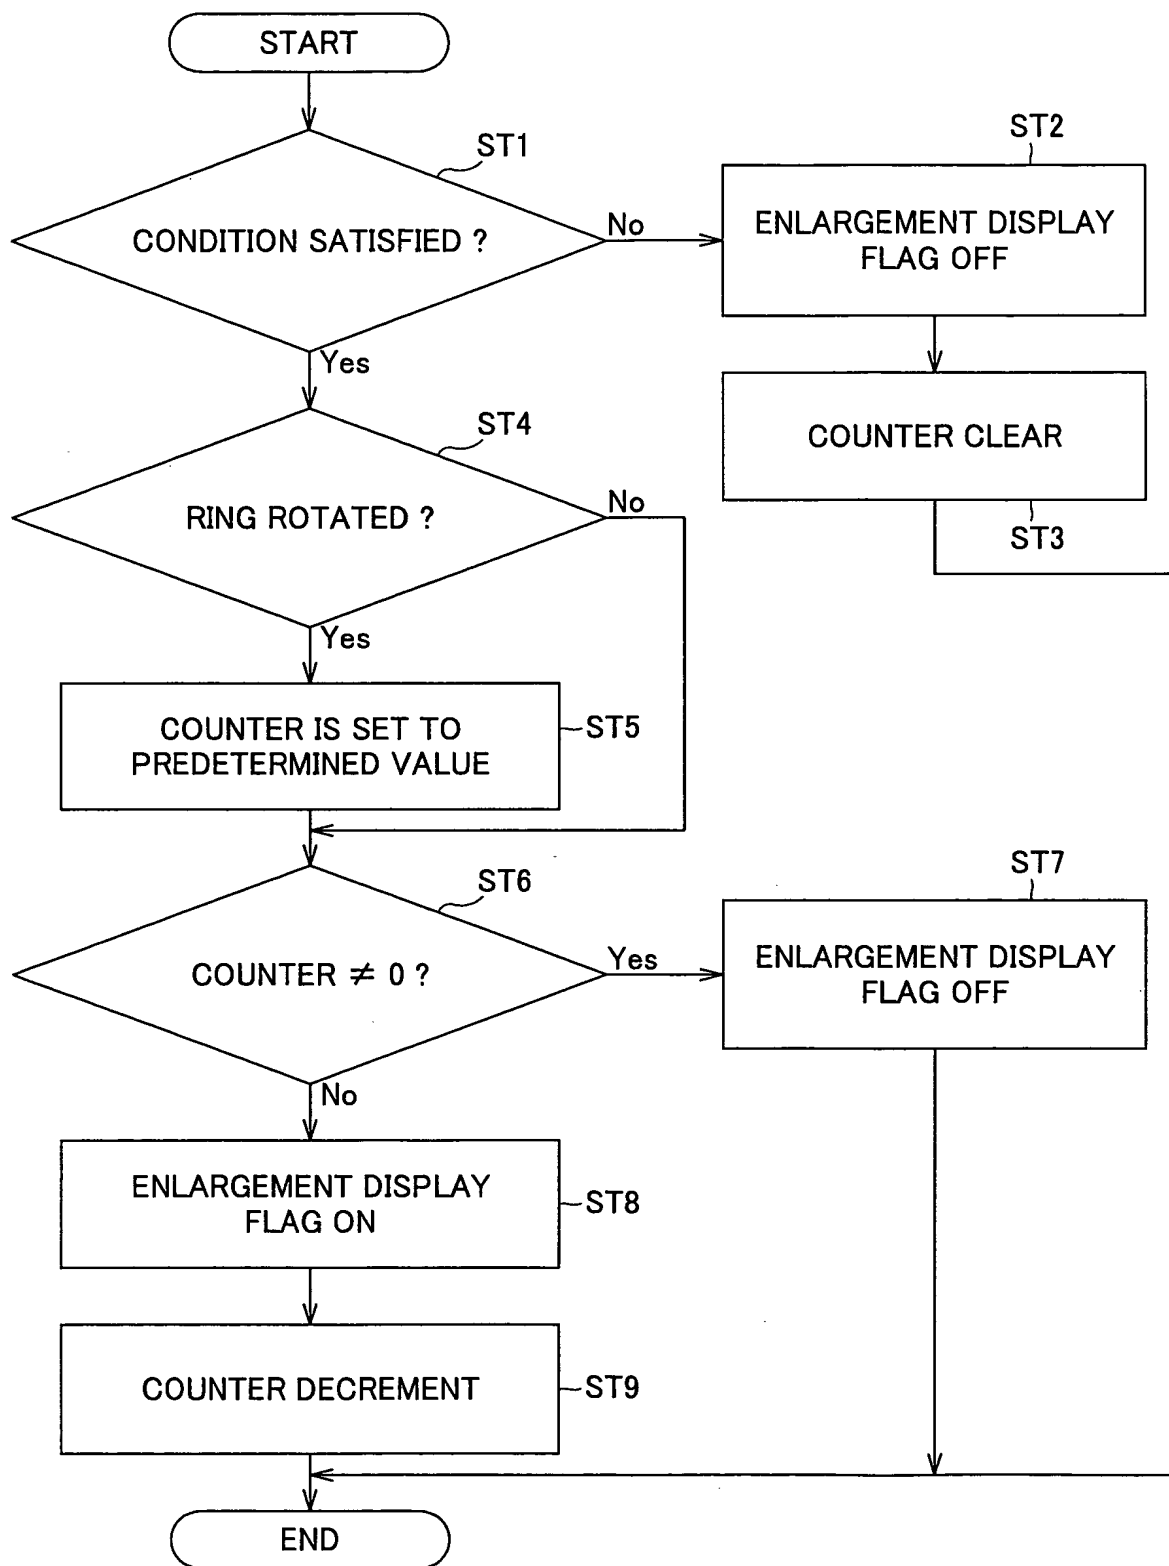 START
ST1
CONDITION SATISFIED ?
No
Yes
ST2
ENLARGEMENT DISPLAY
FLAG OFF
COUNTER CLEAR
ST3
ST4
RING ROTATED ?
No
Yes
COUNTER IS SET TO
PREDETERMINED VALUE
ST5
ST6
COUNTER ≠ 0 ?
Yes
No
ST7
ENLARGEMENT DISPLAY
FLAG OFF
ENLARGEMENT DISPLAY
FLAG ON
ST8
COUNTER DECREMENT
ST9
END